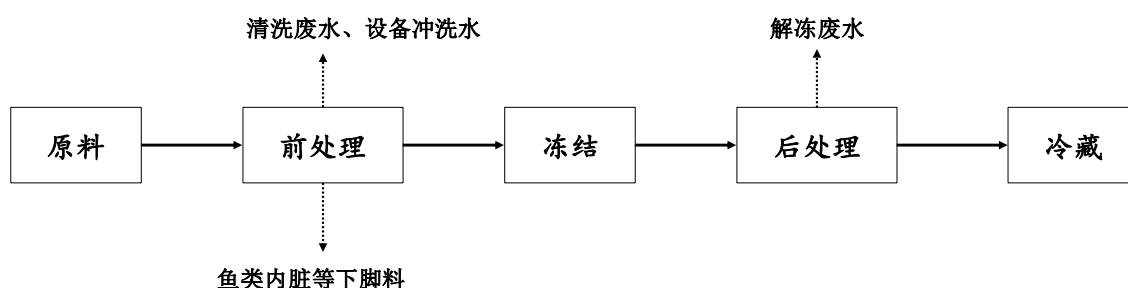 清洗废水、设备冲洗水
解冻废水
原料
前处理
冻结
后处理
冷藏
鱼类内脏等下脚料